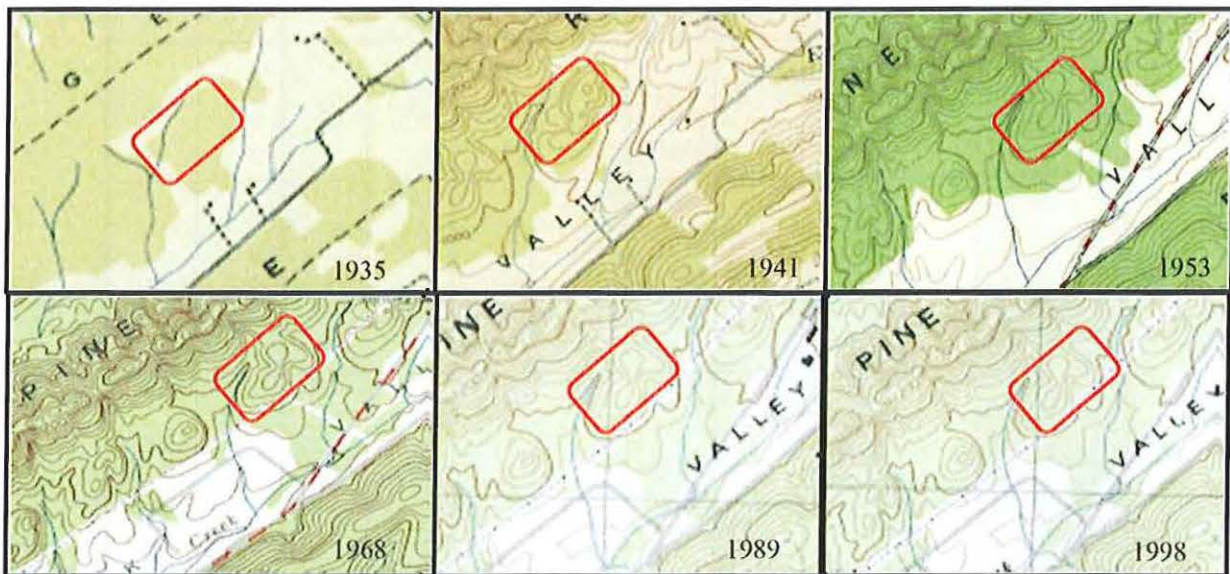 G
E
1935
R
VALLEY
1941
NE
VALL
1953
PINE
V
Creek
1968
INE
VALLEY
1989
PINE
VALLEY
1998